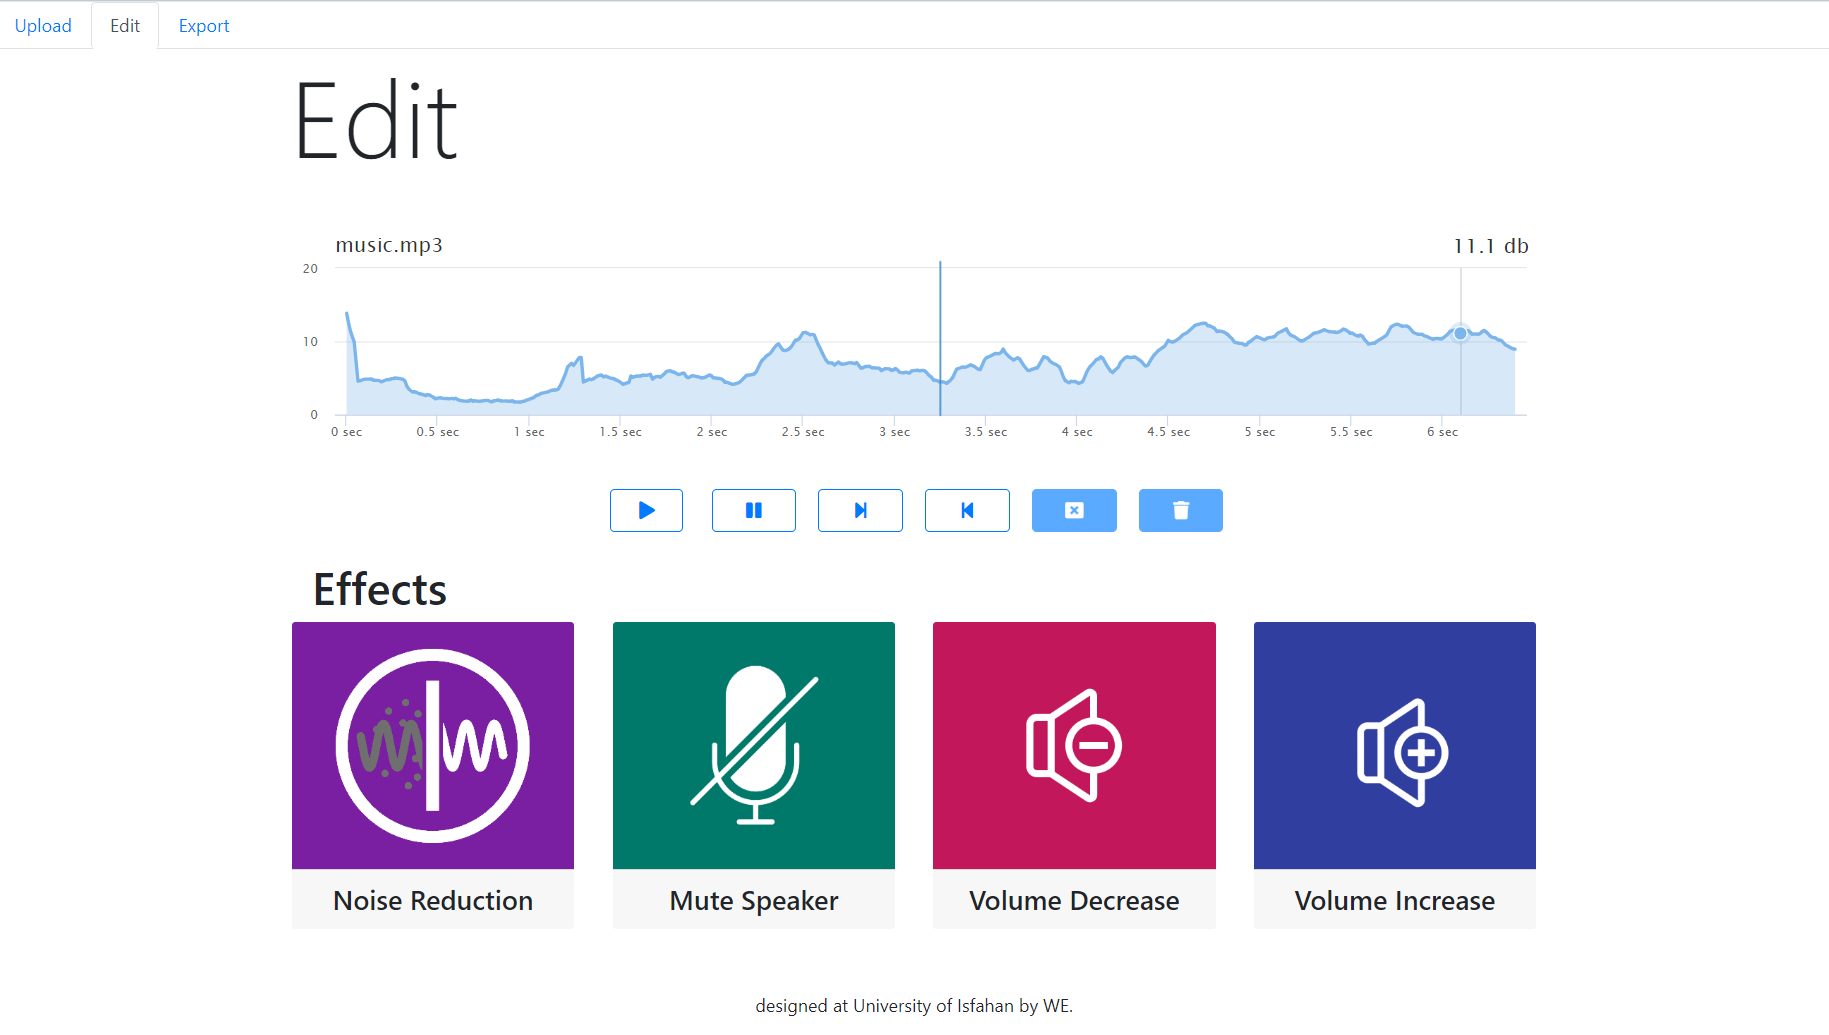 Upload Edit Export
Edit
music.mp3 11.1 db
20
10
0
0 sec 0.5 sec 1 sec 1.5 sec 2 sec 2.5 sec 3 sec 3.5 sec 4 sec 4.5 sec 5 sec 5.5 sec 6 sec
Effects
Noise Reduction Mute Speaker Volume Decrease Volume Increase
designed at University of Isfahan by WE.